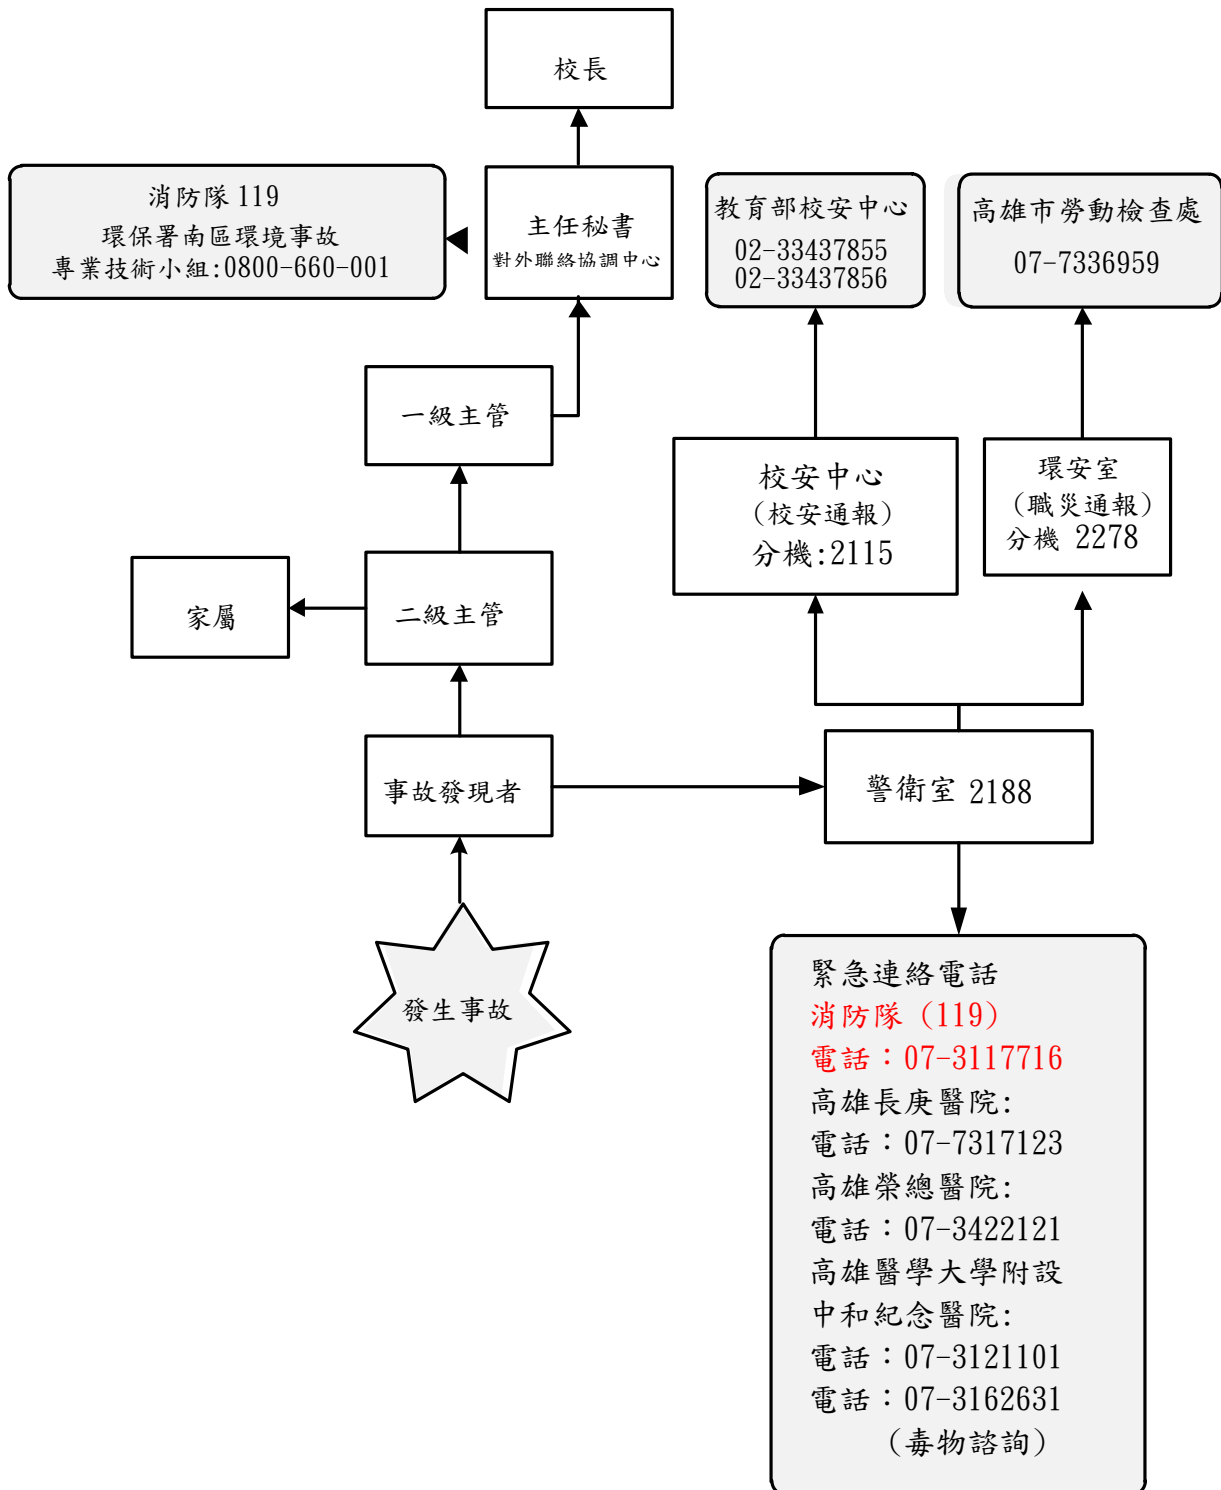 校長
消防隊 119
環保署南區環境事故
專業技術小組:0800-660-001
主任秘書
對外聯絡協調中心
教育部校安中心
02-33437855
02-33437856
高雄市勞動檢查處
07-7336959
一級主管
校安中心
(校安通報)
分機:2115
環安室
(職災通報)
分機 2278
家屬
二級主管
事故發現者
警衛室 2188
發生事故
緊急連絡電話
消防隊 (119)
電話：07-3117716
高雄長庚醫院:
電話：07-7317123
高雄榮總醫院:
電話：07-3422121
高雄醫學大學附設
中和紀念醫院:
電話：07-3121101
電話：07-3162631
(毒物諮詢)